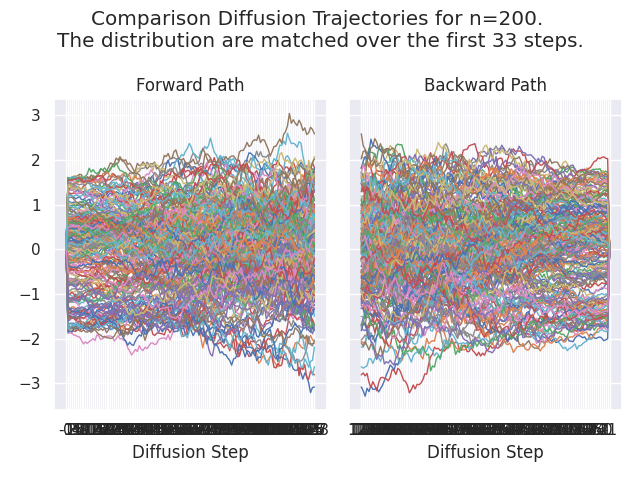 Comparison Diffusion Trajectories for n=200.
The distribution are matched over the first 33 steps.
Forward Path
Backward Path
3
2
1
0
−1
−2
−3
Diffusion Step
Diffusion Step